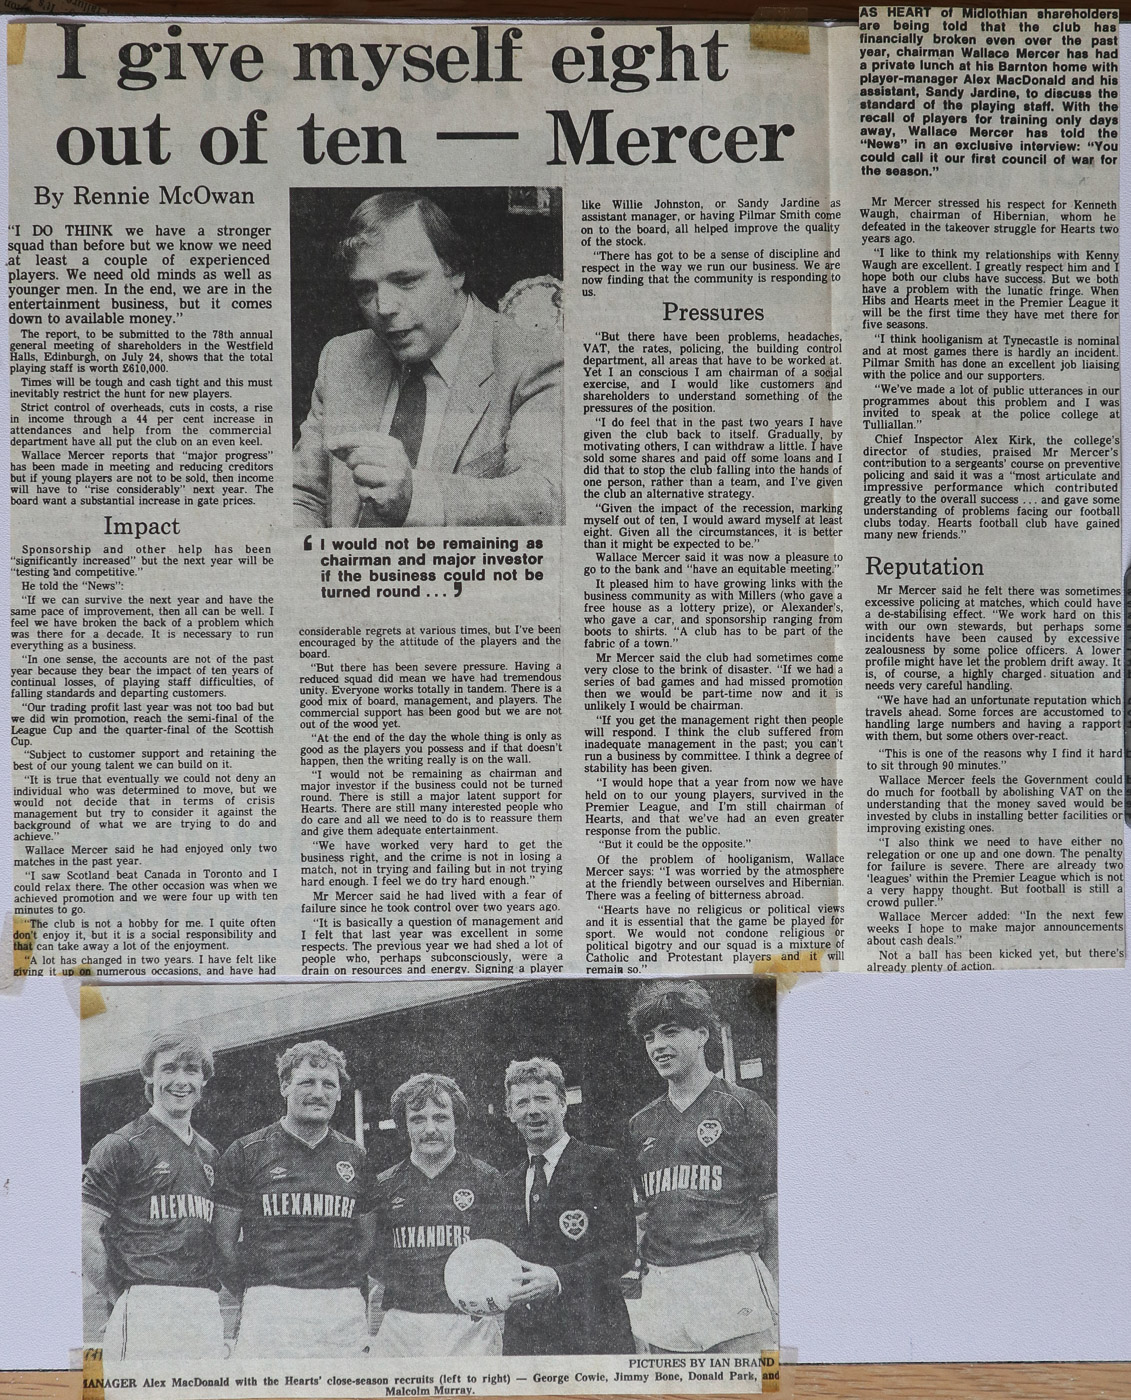 I give myself eight
out of ten — Mercer
By Rennie McOwan
"I DO THINK we have a stronger
squad than before but we know we need
at least a couple of experienced
players. We need old minds as well as
younger men. In the end, we are in the
entertainment business, but it comes
down to available money."
The report, to be submitted to the 78th annual
general meeting of shareholders in the Westfield
Halls, Edinburgh, on July 24, shows that the total
playing staff is worth £610,000.
Times will be tough and cash tight and this must
inevitably restrict the hunt for new players.
Strict control of overheads, cuts in costs, a rise
in income through a 44 per cent increase in
attendances and help from the commercial
department have all put the club on an even keel.
Wallace Mercer reports that "major progress"
has been made in meeting and reducing creditors
but if young players are not to be sold, then income
will have to "rise considerably" next year. The
board want a substantial increase in gate prices.
Impact
Sponsorship and other help has been
"significantly increased" but the next year will be
"testing and competitive."
He told the "News":
"If we can survive the next year and have the
same pace of improvement, then all can be well. I
feel we have broken the back of a problem which
was there for a decade. It is necessary to run
everything as a business.
"In one sense, the accounts are not of the past
year because they bear the impact of ten years of
continual losses, of playing staff difficulties, of
falling standards and departing customers.
"Our trading profit last year was not too bad but
we did win promotion, reach the semi-final of the
League Cup and the quarter-final of the Scottish
Cup.
"Subject to customer support and retaining the
best of our young talent we can build on it.
"It is true that eventually we could not deny an
individual who was determined to move, but we
would not decide that in terms of crisis
management but try to consider it against the
background of what we are trying to do and
achieve."
Wallace Mercer said he had enjoyed only two
matches in the past year.
"I saw Scotland beat Canada in Toronto and I
could relax there. The other occasion was when we
achieved promotion and we were four up with ten
minutes to go.
"The club is not a hobby for me. I quite often
don't enjoy it, but it is a social responsibility and
that can take away a lot of the enjoyment.
"A lot has changed in two years. I have felt like
giving it up on numerous occasions, and have had
❛ I would not be remaining as
chairman and major investor
if the business could not be
turned round . . . ❜
considerable regrets at various times, but I've been
encouraged by the attitude of the players and the
board.
"But there has been severe pressure. Having a
reduced squad did mean we have had tremendous
unity. Everyone works totally in tandem. There is a
good mix of board, management, and players. The
commercial support has been good but we are not
out of the wood yet.
"At the end of the day the whole thing is only as
good as the players you possess and if that doesn't
happen, then the writing really is on the wall.
"I would not be remaining as chairman and
major investor if the business could not be turned
round. There is still a major latent support for
Hearts. There are still many interested people who
do care and all we need to do is to reassure them
and give them adequate entertainment.
"We have worked very hard to get the
business right, and the crime is not in losing a
match, not in trying and failing but in not trying
hard enough. I feel we do try hard enough."
Mr Mercer said he had lived with a fear of
failure since he took control over two years ago.
"It is basically a question of management and
I felt that last year was excellent in some
respects. The previous year we had shed a lot of
people who, perhaps subconsciously, were a
drain on resources and energy. Signing a player
like Willie Johnston, or Sandy Jardine as
assistant manager, or having Pilmar Smith come
on to the board, all helped improve the quality
of the stock.
"There has got to be a sense of discipline and
respect in the way we run our business. We are
now finding that the community is responding to
us.
Pressures
"But there have been problems, headaches,
VAT, the rates, policing, the building control
department, all areas that have to be worked at.
Yet I an conscious I am chairman of a social
exercise, and I would like customers and
shareholders to understand something of the
pressures of the position.
"I do feel that in the past two years I have
given the club back to itself. Gradually, by
motivating others, I can withdraw a little. I have
sold some shares and paid off some loans and I
did that to stop the club falling into the hands of
one person, rather than a team, and I've given
the club an alternative strategy.
"Given the impact of the recession, marking
myself out of ten, I would award myself at least
eight. Given all the circumstances, it is better
than it might be expected to be."
Wallace Mercer said it was now a pleasure to
go to the bank and "have an equitable meeting."
It pleased him to have growing links with the
business community as with Millers (who gave a
free house as a lottery prize), or Alexander's,
who gave a car, and sponsorship ranging from
boots to shirts. "A club has to be part of the
fabric of a town."
Mr Mercer said the club had sometimes come
very close to the brink of disaster. "If we had a
series of bad games and had missed promotion
then we would be part-time now and it is
unlikely I would be chairman.
"If you get the management right then people
will respond. I think the club suffered from
inadequate management in the past; you can't
run a business by committee. I think a degree of
stability has been given.
"I would hope that a year from now we have
held on to our young players, survived in the
Premier League, and I'm still chairman of
Hearts, and that we've had an even greater
response from the public.
"But it could be the opposite."
Of the problem of hooliganism, Wallace
Mercer says: "I was worried by the atmosphere
at the friendly between ourselves and Hibernian.
There was a feeling of bitterness abroad.
"Hearts have no religious or political views
and it is essential that the game be played for
sport. We would not condone religious or
political bigotry and our squad is a mixture of
Catholic and Protestant players and it will
remain so."
AS HEART of Midlothian shareholders
are being told that the club has
financially broken even over the past
year, chairman Wallace Mercer has had
a private lunch at his Barnton home with
player-manager Alex MacDonald and his
assistant, Sandy Jardine, to discuss the
standard of the playing staff. With the
recall of players for training only days
away, Wallace Mercer has told the
"News" in an exclusive interview: "You
could call it our first council of war for
the season."
Mr Mercer stressed his respect for Kenneth
Waugh, chairman of Hibernian, whom he
defeated in the takeover struggle for Hearts two
years ago.
"I like to think my relationships with Kenny
Waugh are excellent. I greatly respect him and I
hope both our clubs have success. But we both
have a problem with the lunatic fringe. When
Hibs and Hearts meet in the Premier League it
will be the first time they have met there for
five seasons.
"I think hooliganism at Tynecastle is nominal
and at most games there is hardly an incident.
Pilmar Smith has done an excellent job liaising
with the police and our supporters.
"We've made a lot of public utterances in our
programmes about this problem and I was
invited to speak at the police college at
Tulliallan."
Chief Inspector Alex Kirk, the college's
director of studies, praised Mr Mercer's
contribution to a sergeants' course on preventive
policing and said it was a "most articulate and
impressive performance which contributed
greatly to the overall success . . . and gave some
understanding of problems facing our football
clubs today. Hearts football club have gained
many new friends."
Reputation
Mr Mercer said he felt there was sometimes
excessive policing at matches, which could have
a de-stabilising effect. "We work hard on this
with our own stewards, but perhaps some
incidents have been caused by excessive
zealousness by some police officers. A lower
profile might have let the problem drift away. It
is, of course, a highly charged situation and
needs very careful handling.
"We have had an unfortunate reputation which
travels ahead. Some forces are accustomed to
handling large numbers and having a rapport
with them, but some others over-react.
"This is one of the reasons why I find it hard
to sit through 90 minutes."
Wallace Mercer feels the Government could
do much for football by abolishing VAT on the
understanding that the money saved would be
invested by clubs in installing better facilities or
improving existing ones.
"I also think we need to have either no
relegation or one up and one down. The penalty
for failure is severe. There are already two
'leagues' within the Premier League which is not
a very happy thought. But football is still a
crowd puller."
Wallace Mercer added: "In the next few
weeks I hope to make major announcements
about cash deals."
Not a ball has been kicked yet, but there's
already plenty of action.
ALEXANDERS
ALEXANDERS
ALEXANDERS
ALEXANDERS
PICTURES BY IAN BRAND
MANAGER Alex MacDonald with the Hearts' close-season recruits (left to right) — George Cowie, Jimmy Bone, Donald Park, and
Malcolm Murray.